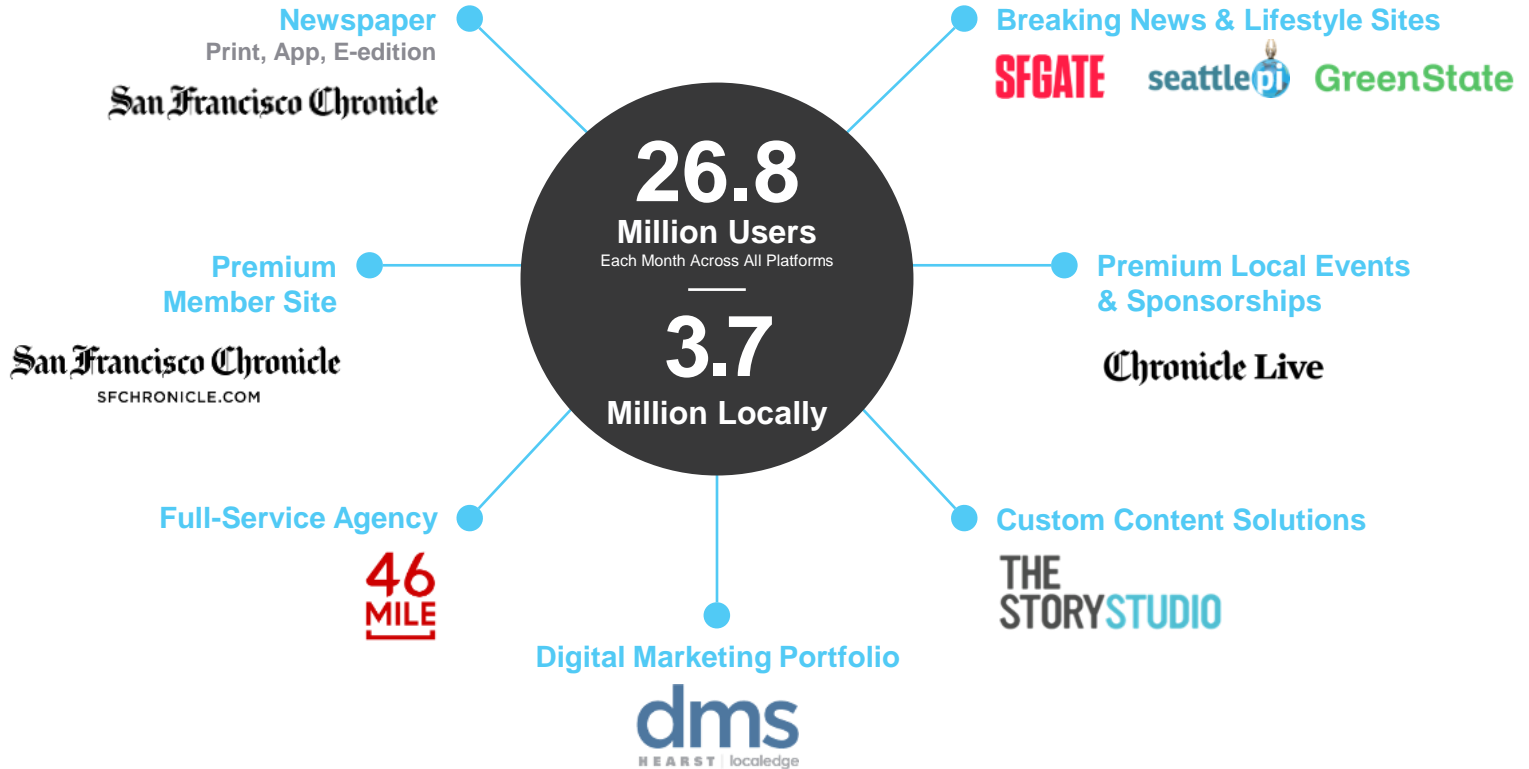 Newspaper
Print, App, E-edition
San Francisco Chronicle
Breaking News & Lifestyle Sites
SFGATE
seattlepi
GreenState
26.8
Million Users
Each Month Across All Platforms
3.7
Million Locally
Premium
Member Site
San Francisco Chronicle
SFCHRONICLE.COM
Premium Local Events
& Sponsorships
Chronicle Live
Full-Service Agency
46
MILE
Custom Content Solutions
THE
STORYSTUDIO
Digital Marketing Portfolio
dms
HEARST | localedge